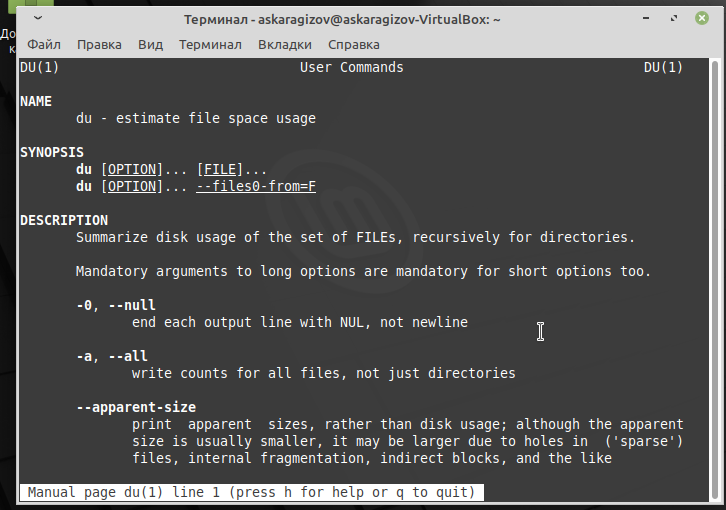 Терминал - askaragizov@askaragizov-VirtualBox: ~
Файл Правка Вид Терминал Вкладки Справка
DU(1) User Commands DU(1)
NAME
du - estimate file space usage
SYNOPSIS
du [OPTION]... [FILE]...
du [OPTION]... --files0-from=F
DESCRIPTION
Summarize disk usage of the set of FILEs, recursively for directories.
Mandatory arguments to long options are mandatory for short options too.
-0, --null
end each output line with NUL, not newline
-a, --all
write counts for all files, not just directories
--apparent-size
print apparent sizes, rather than disk usage; although the apparent
size is usually smaller, it may be larger due to holes in ('sparse')
files, internal fragmentation, indirect blocks, and the like
Manual page du(1) line 1 (press h for help or q to quit)